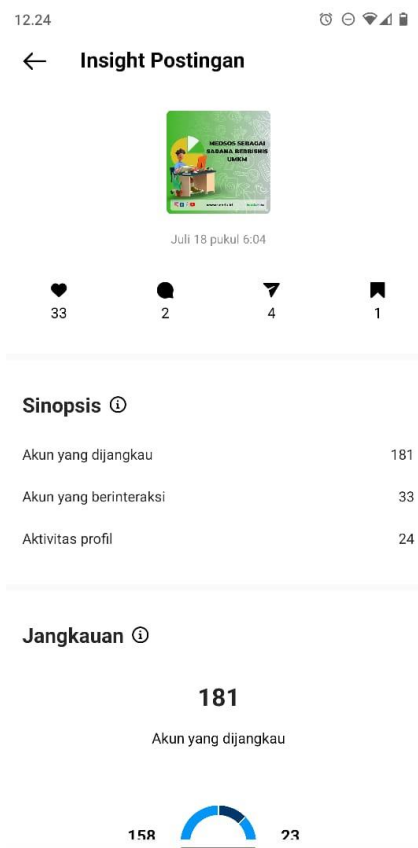 12.24
Insight Postingan
MEDSOS SEBAGAI
SARANA BERBISNIS
UMKM
Juli 18 pukul 6:04
33 2 4 1
Sinopsis
Akun yang dijangkau 181
Akun yang berinteraksi 33
Aktivitas profil 24
Jangkauan
181
Akun yang dijangkau
158 23